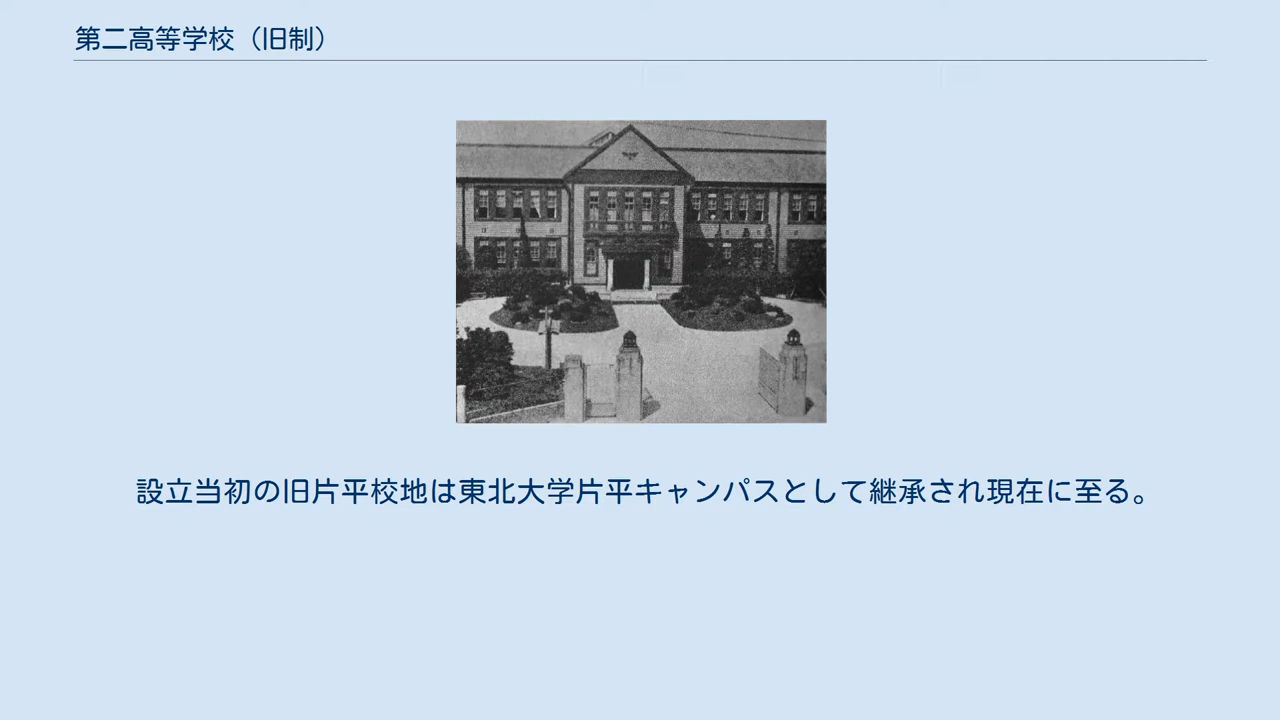 第二高等学校（旧制）
設立当初の旧片平校地は東北大学片平キャンパスとして継承され現在に至る。